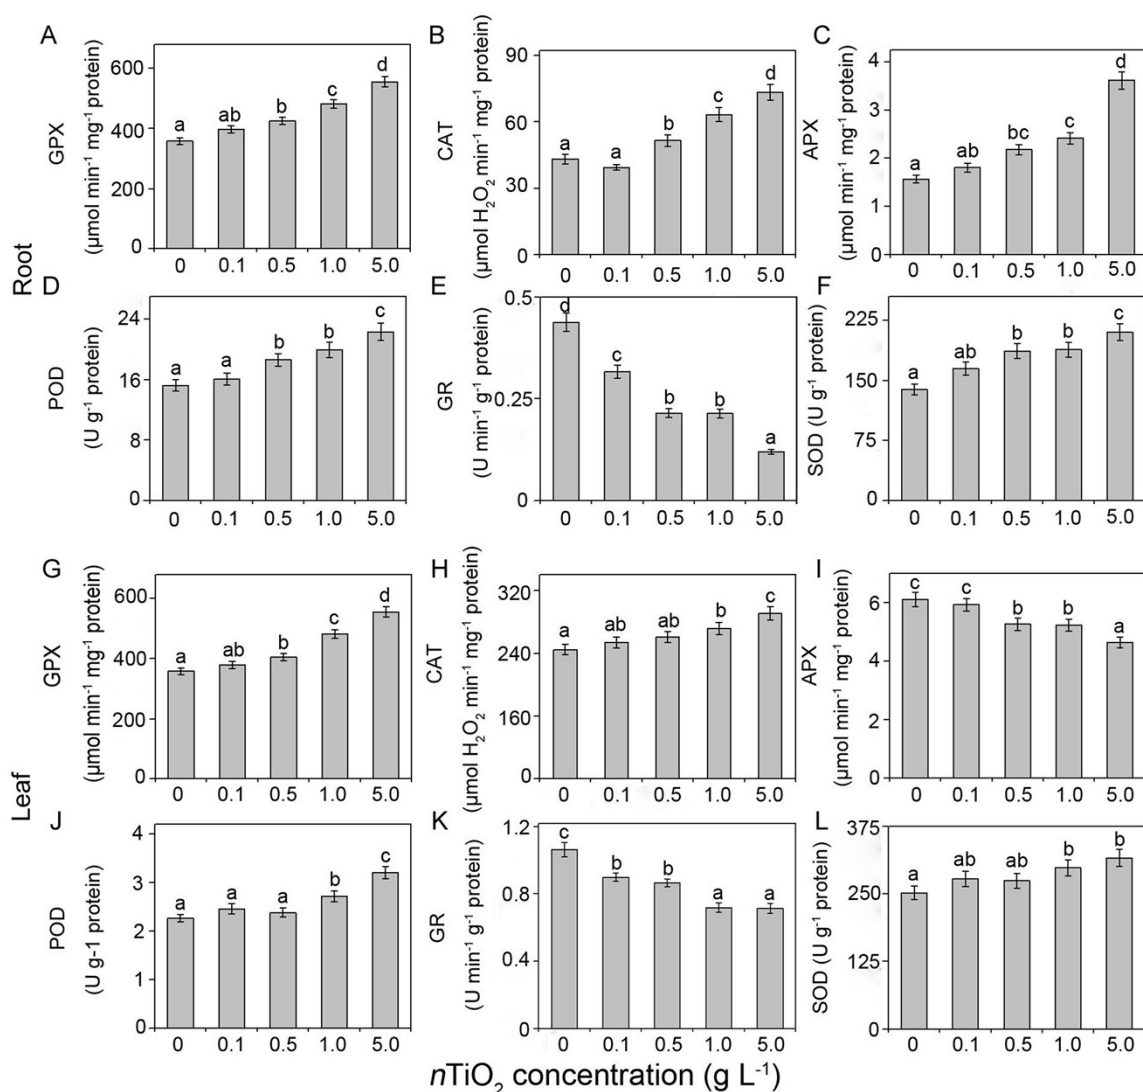 A
GPX
(µmol min⁻¹ mg⁻¹ protein)
600
400
200
0
a
ab
b
c
d
0 0.1 0.5 1.0 5.0
B
CAT
(µmol H₂O₂ min⁻¹ mg⁻¹ protein)
90
60
30
0
a
a
b
c
d
0 0.1 0.5 1.0 5.0
C
APX
(µmol min⁻¹ mg⁻¹ protein)
4
3
2
1
0
a
ab
bc
c
d
0 0.1 0.5 1.0 5.0
Root
D
POD
(U g⁻¹ protein)
24
16
8
0
a
a
b
b
c
0 0.1 0.5 1.0 5.0
E
GR
(U min⁻¹ g⁻¹ protein)
0.5
0.25
0
d
c
b
b
a
0 0.1 0.5 1.0 5.0
F
SOD (U g⁻¹ protein)
225
150
75
0
a
ab
b
b
c
0 0.1 0.5 1.0 5.0
G
GPX
(µmol min⁻¹ mg⁻¹ protein)
600
400
200
0
a
ab
b
c
d
0 0.1 0.5 1.0 5.0
H
CAT
(µmol H₂O₂ min⁻¹ mg⁻¹ protein)
320
240
160
0
a
ab
ab
b
c
0 0.1 0.5 1.0 5.0
I
APX
(µmol min⁻¹ mg⁻¹ protein)
6
4
2
0
c
c
b
b
a
0 0.1 0.5 1.0 5.0
Leaf
J
POD
(U g-1 protein)
4
3
2
1
0
a
a
a
b
c
0 0.1 0.5 1.0 5.0
K
GR
(U min⁻¹ g⁻¹ protein)
1.2
0.8
0.4
0
c
b
b
a
a
0 0.1 0.5 1.0 5.0
L
SOD (U g⁻¹ protein)
375
250
125
0
a
ab
ab
b
b
0 0.1 0.5 1.0 5.0
nTiO₂ concentration (g L⁻¹)